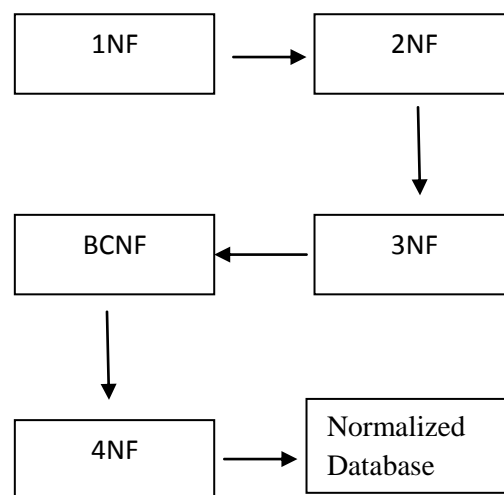 1NF
2NF
3NF
BCNF
4NF
Normalized
Database